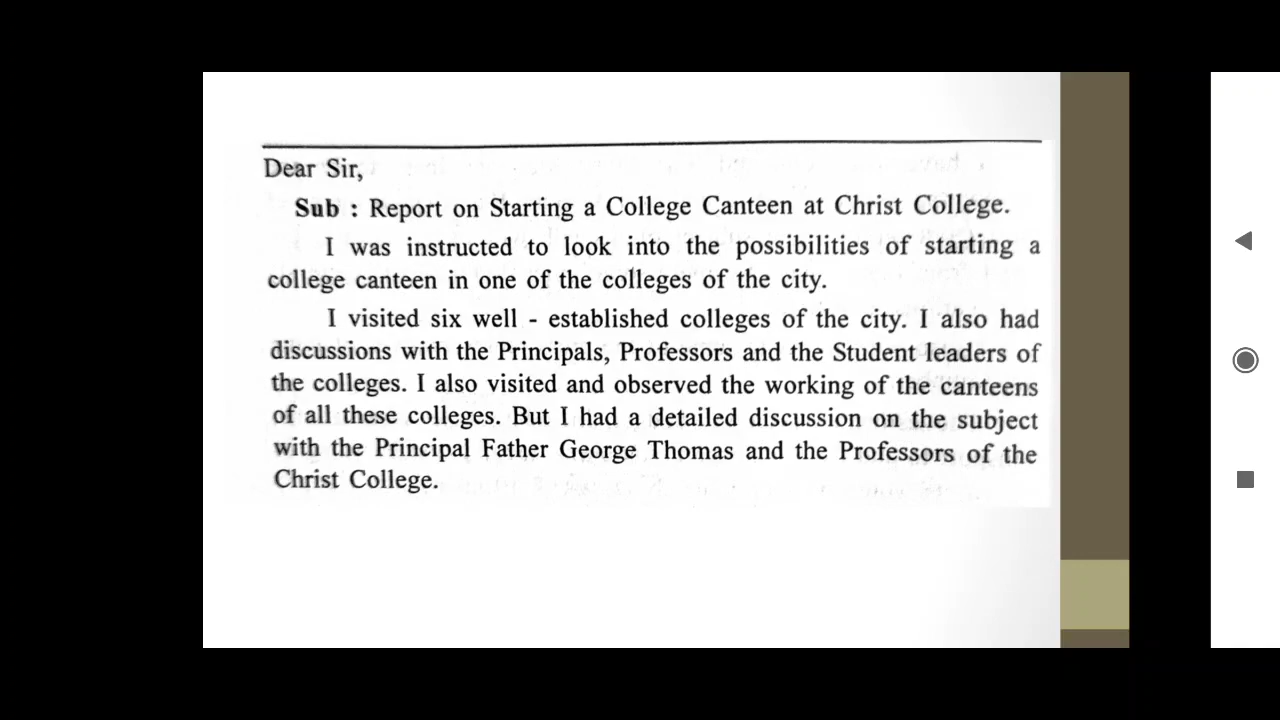 Dear Sir,
Sub : Report on Starting a College Canteen at Christ College.
I was instructed to look into the possibilities of starting a
college canteen in one of the colleges of the city.
I visited six well - established colleges of the city. I also had
discussions with the Principals, Professors and the Student leaders of
the colleges. I also visited and observed the working of the canteens
of all these colleges. But I had a detailed discussion on the subject
with the Principal Father George Thomas and the Professors of the
Christ College.